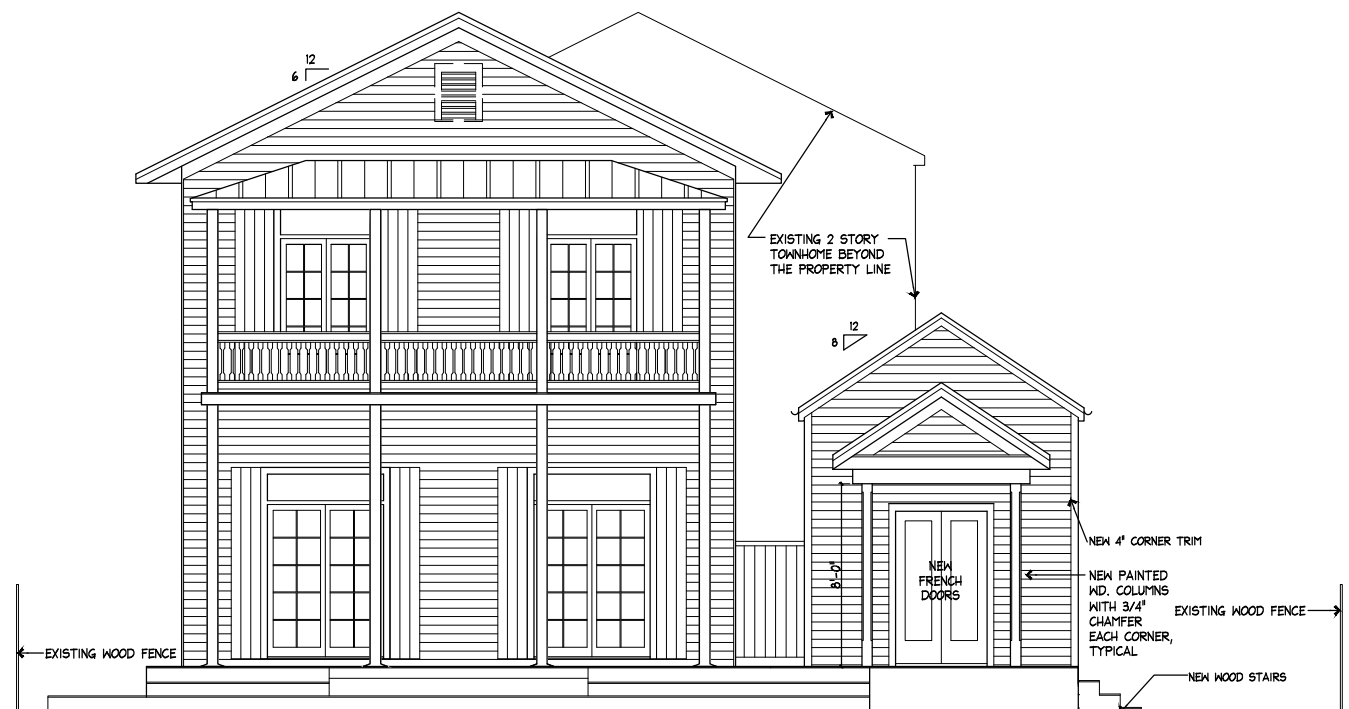 12
6
EXISTING 2 STORY
TOWNHOME BEYOND
THE PROPERTY LINE
12
8
8'-0"
NEW
FRENCH
DOORS
NEW 4" CORNER TRIM
NEW PAINTED
WD. COLUMNS
WITH 3/4"
CHAMFER
EACH CORNER,
TYPICAL
EXISTING WOOD FENCE
EXISTING WOOD FENCE
NEW WOOD STAIRS